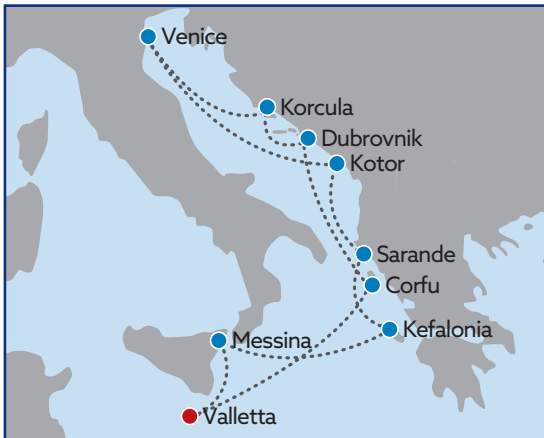 Venice
Korcula
Dubrovnik
Kotor
Sarande
Corfu
Kefalonia
Messina
Valletta